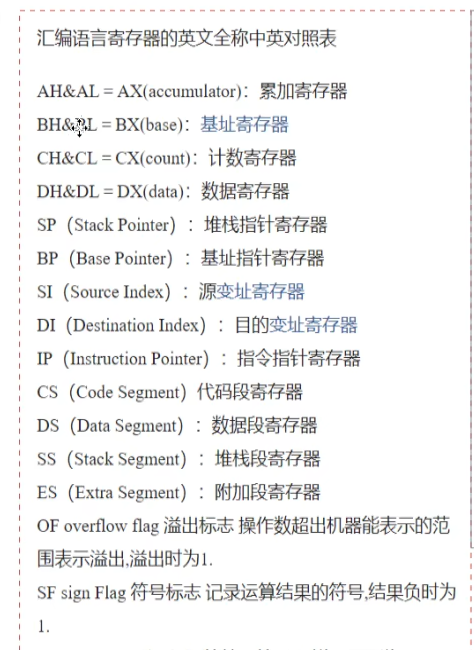 汇编语言寄存器的英文全称中英对照表
AH&AL = AX(accumulator)：累加寄存器
BH&BL = BX(base)：基址寄存器
CH&CL = CX(count)：计数寄存器
DH&DL = DX(data)：数据寄存器
SP（Stack Pointer）：堆栈指针寄存器
BP（Base Pointer）：基址指针寄存器
SI（Source Index）：源变址寄存器
DI（Destination Index）：目的变址寄存器
IP（Instruction Pointer）：指令指针寄存器
CS（Code Segment）代码段寄存器
DS（Data Segment）：数据段寄存器
SS（Stack Segment）：堆栈段寄存器
ES（Extra Segment）：附加段寄存器
OF overflow flag 溢出标志 操作数超出机器能表示的范
围表示溢出,溢出时为1.
SF sign Flag 符号标志 记录运算结果的符号,结果负时为
1.